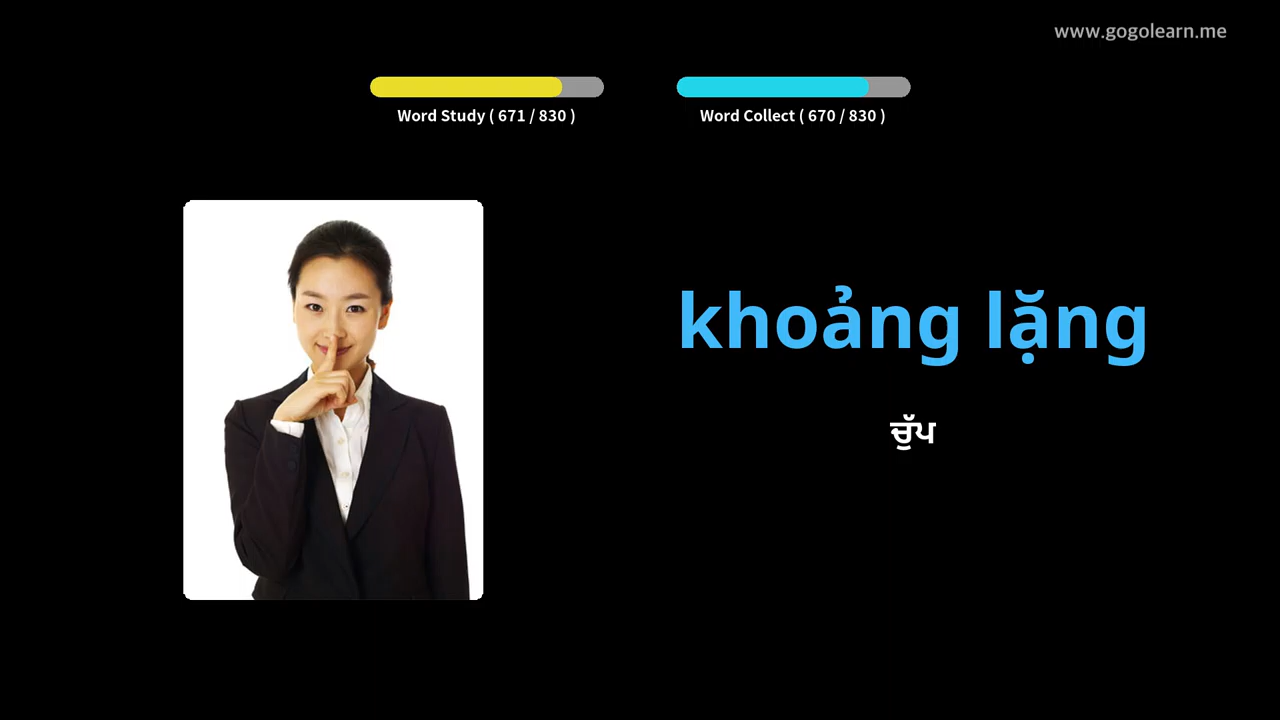 www.gogolearn.me
Word Study ( 671 / 830 )
Word Collect ( 670 / 830 )
khoảng lặng
ਚੁੱਪ